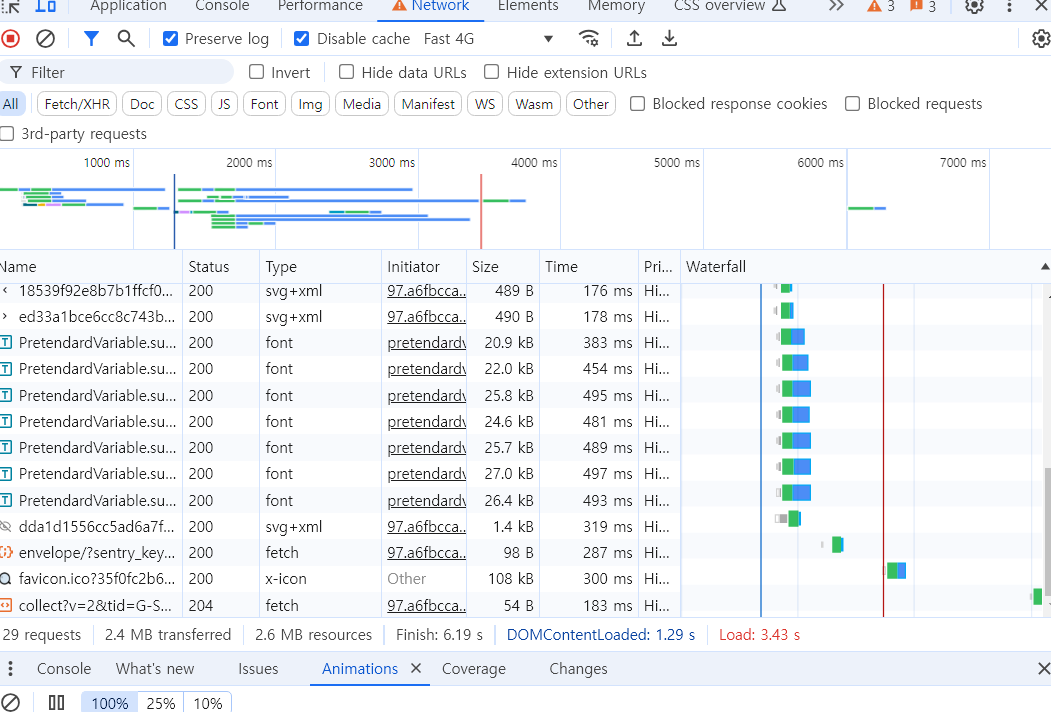 Application Console Performance Network Elements Memory CSS overview 3 3
Preserve log Disable cache Fast 4G
Filter Invert Hide data URLs Hide extension URLs
All Fetch/XHR Doc CSS JS Font Img Media Manifest WS Wasm Other Blocked response cookies Blocked requests
3rd-party requests
1000 ms 2000 ms 3000 ms 4000 ms 5000 ms 6000 ms 7000 ms
Name Status Type Initiator Size Time Pri... Waterfall
18539f92e8b7b1ffcf0... 200 svg+xml 97.a6fbcca... 489 B 176 ms Hi...
ed33a1bce6cc8c743b... 200 svg+xml 97.a6fbcca... 490 B 178 ms Hi...
PretendardVariable.su... 200 font pretendardv 20.9 kB 383 ms Hi...
PretendardVariable.su... 200 font pretendardv 22.0 kB 454 ms Hi...
PretendardVariable.su... 200 font pretendardv 25.8 kB 495 ms Hi...
PretendardVariable.su... 200 font pretendardv 24.6 kB 481 ms Hi...
PretendardVariable.su... 200 font pretendardv 25.7 kB 489 ms Hi...
PretendardVariable.su... 200 font pretendardv 27.0 kB 497 ms Hi...
PretendardVariable.su... 200 font pretendardv 26.4 kB 493 ms Hi...
dda1d1556cc5ad6a7f... 200 svg+xml 97.a6fbcca... 1.4 kB 319 ms Hi...
envelope/?sentry_key... 200 fetch 97.a6fbcca... 98 B 287 ms Hi...
favicon.ico?35f0fc2b6... 200 x-icon Other 108 kB 300 ms Hi...
collect?v=2&tid=G-S... 204 fetch 97.a6fbcca... 54 B 183 ms Hi...
29 requests 2.4 MB transferred 2.6 MB resources Finish: 6.19 s DOMContentLoaded: 1.29 s Load: 3.43 s
Console What's new Issues Animations Coverage Changes
100% 25% 10%